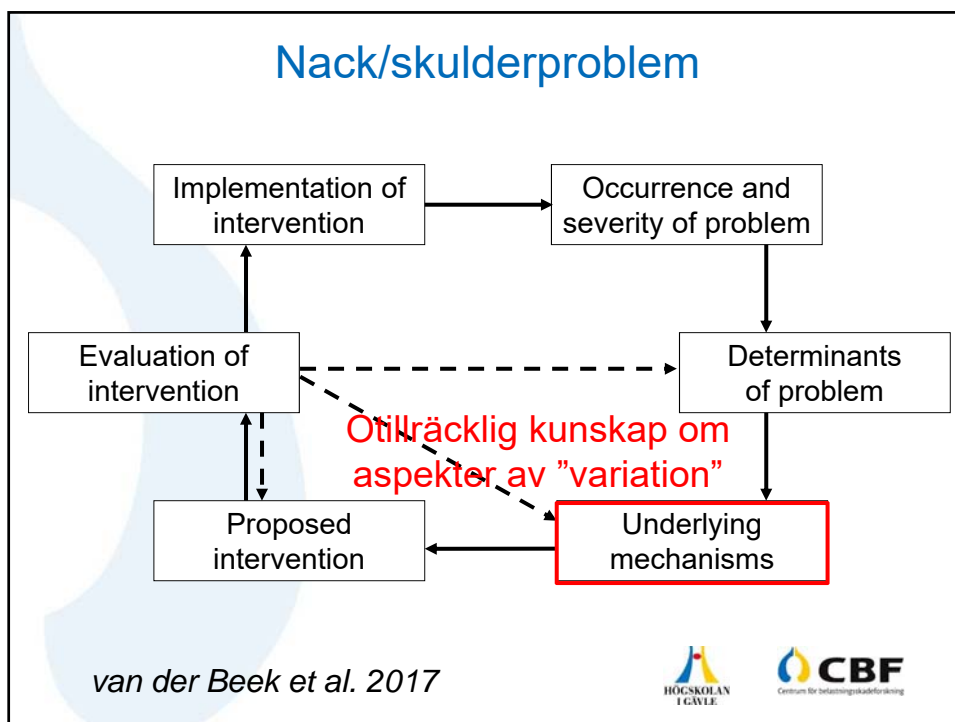 Nack/skulderproblem
Implementation of
intervention
Occurrence and
severity of problem
Evaluation of
intervention
Determinants
of problem
Otillräcklig kunskap om
aspekter av ”variation”
Proposed
intervention
Underlying
mechanisms
van der Beek et al. 2017
HÖGSKOLAN
I GÄVLE
CBF
Centrum för belastningsskadeforskning